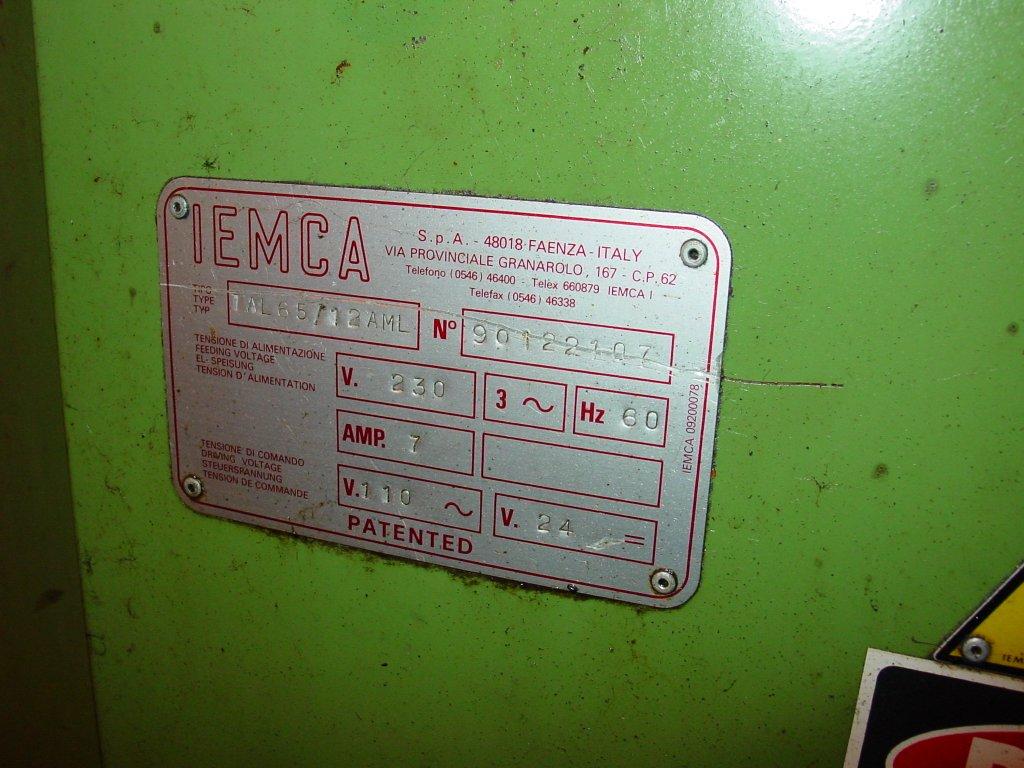 IEMCA
S.p.A. - 48018 FAENZA - ITALY
VIA PROVINCIALE GRANAROLO, 167 - C.P. 62
Telefono (0546) 46400 - Telex 660879 IEMCA I
Telefax (0546) 46338
TIPO
TYPE
TYP
IAL65/12AML
N° 90122107
TENSIONE DI ALIMENTAZIONE
FEEDING VOLTAGE
EL-SPEISUNG
TENSION D'ALIMENTATION
V. 230
3 ~
Hz 60
AMP. 7
TENSIONE DI COMANDO
DRIVING VOLTAGE
STEUERSPANNUNG
TENSION DE COMMANDE
V. 110 ~
V. 24 =
PATENTED
IEMCA 09200078